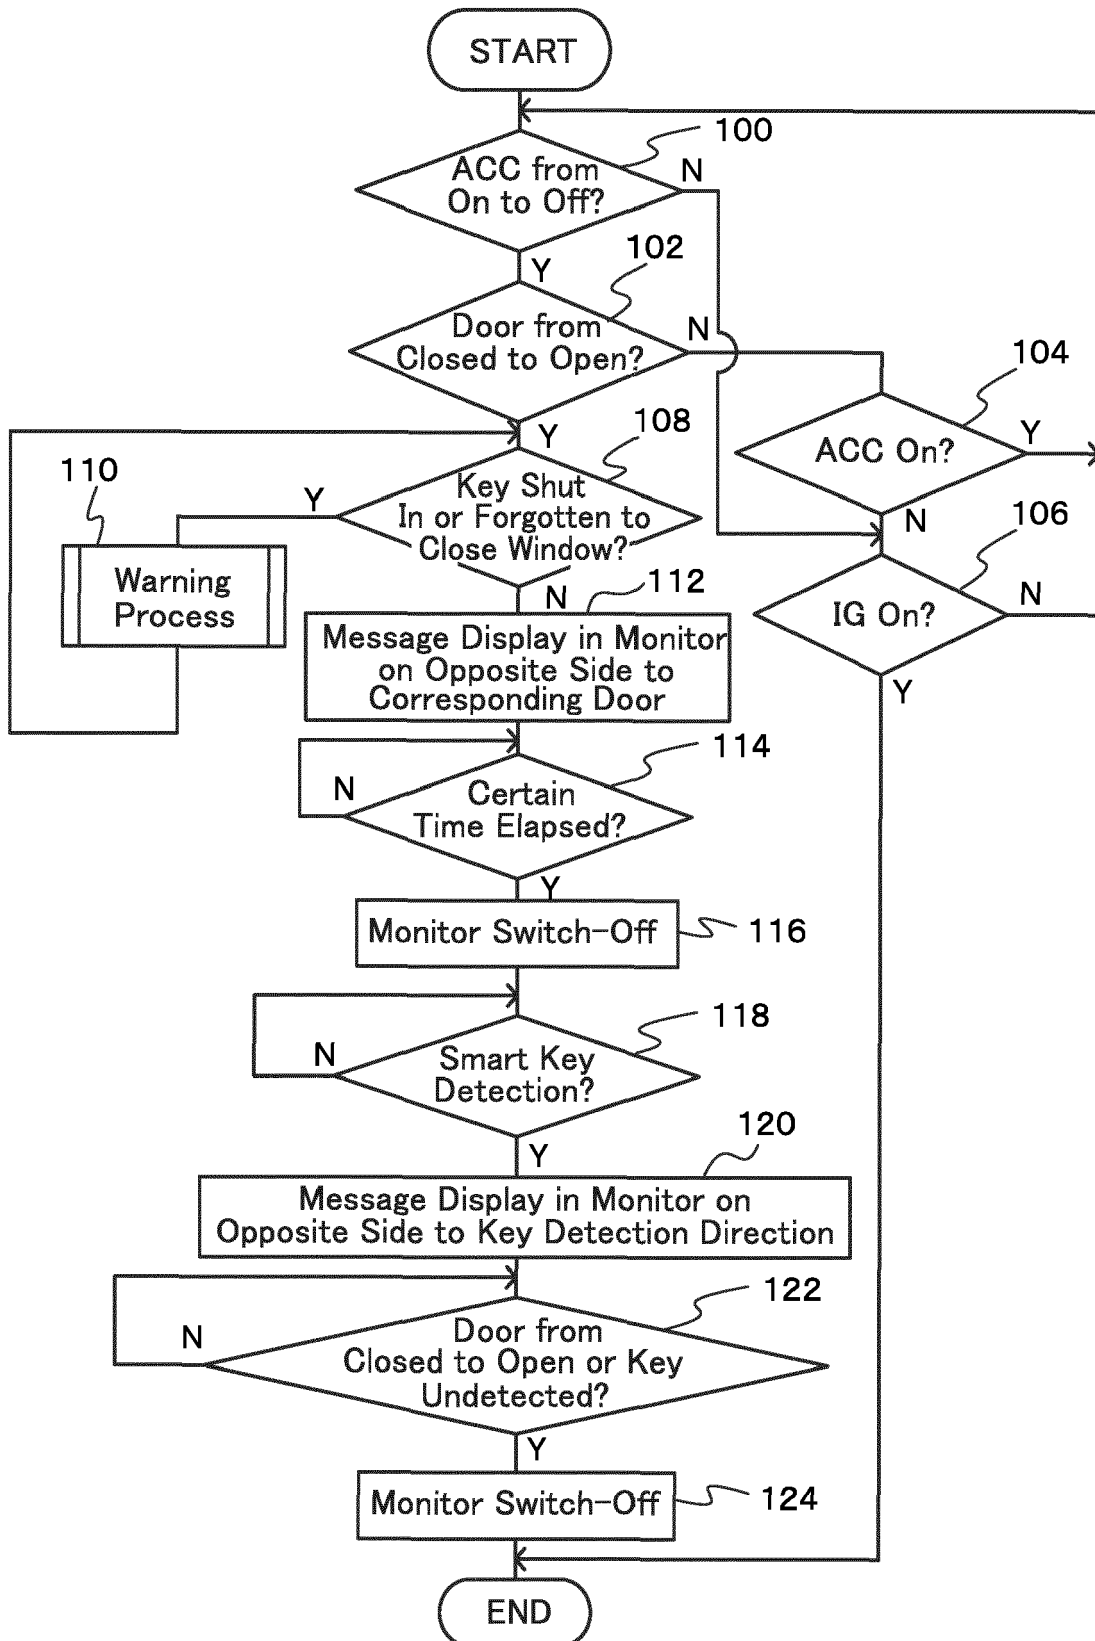 START
100
ACC from
On to Off?
N
Y
102
Door from
Closed to Open?
N
Y
104
ACC On?
Y
N
108
Key Shut
In or Forgotten to
Close Window?
Y
N
110
Warning
Process
106
IG On?
N
Y
112
Message Display in Monitor
on Opposite Side to
Corresponding Door
114
Certain
Time Elapsed?
N
Y
Monitor Switch-Off
116
118
Smart Key
Detection?
N
Y
120
Message Display in Monitor on
Opposite Side to Key Detection Direction
122
Door from
Closed to Open or Key
Undetected?
N
Y
Monitor Switch-Off
124
END